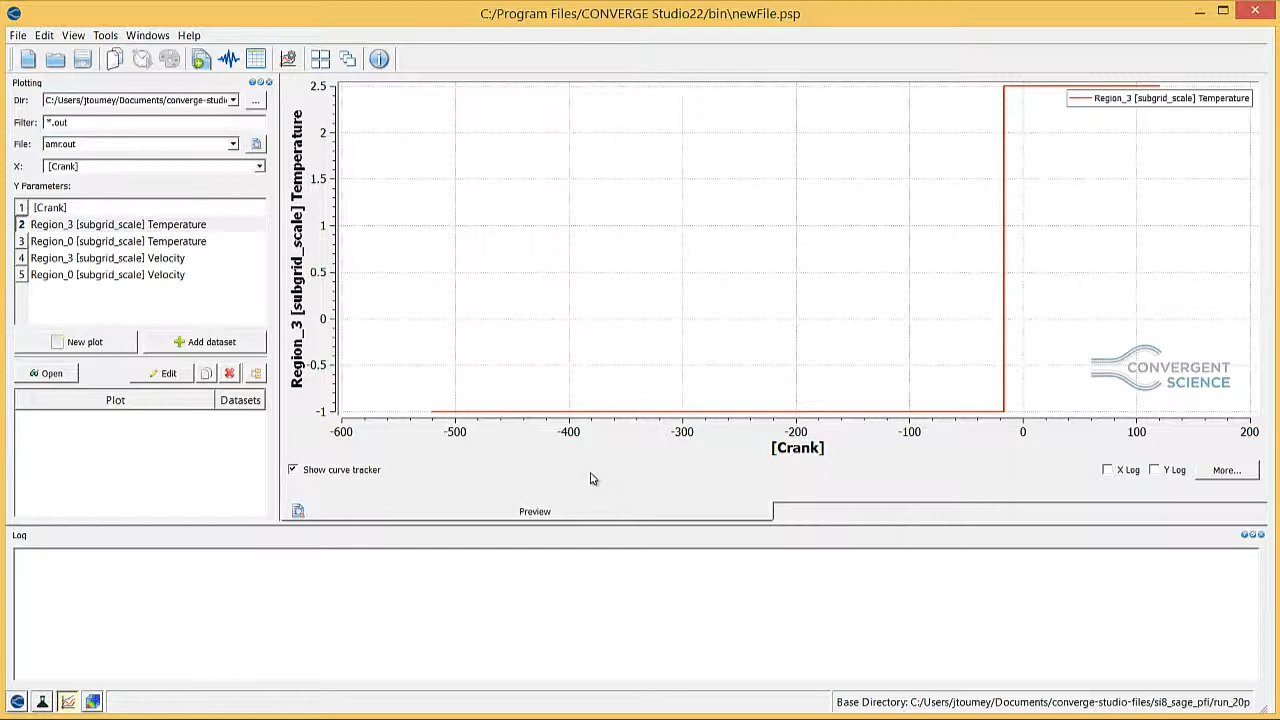 C:/Program Files/CONVERGE Studio22/bin\newFile.psp
File Edit View Tools Windows Help
Plotting
Dir: C:/Users/jtoumey/Documents/converge-studi
...
Filter: *.out
File: amr.out
X: [Crank]
Y Parameters:
1 [Crank]
2 Region_3 [subgrid_scale] Temperature
3 Region_0 [subgrid_scale] Temperature
4 Region_3 [subgrid_scale] Velocity
5 Region_0 [subgrid_scale] Velocity
New plot
Add dataset
Open
Edit
Plot Datasets
Region_3 [subgrid_scale] Temperature
2.5
2
1.5
1
0.5
0
-0.5
-1
Region_3 [subgrid_scale] Temperature
CONVERGENT
SCIENCE
-600 -500 -400 -300 -200 -100 0 100 200
[Crank]
Show curve tracker
X Log Y Log More...
Preview
Log
Base Directory: C:/Users/jtoumey/Documents/converge-studio-files/si8_sage_pfi/run_20p